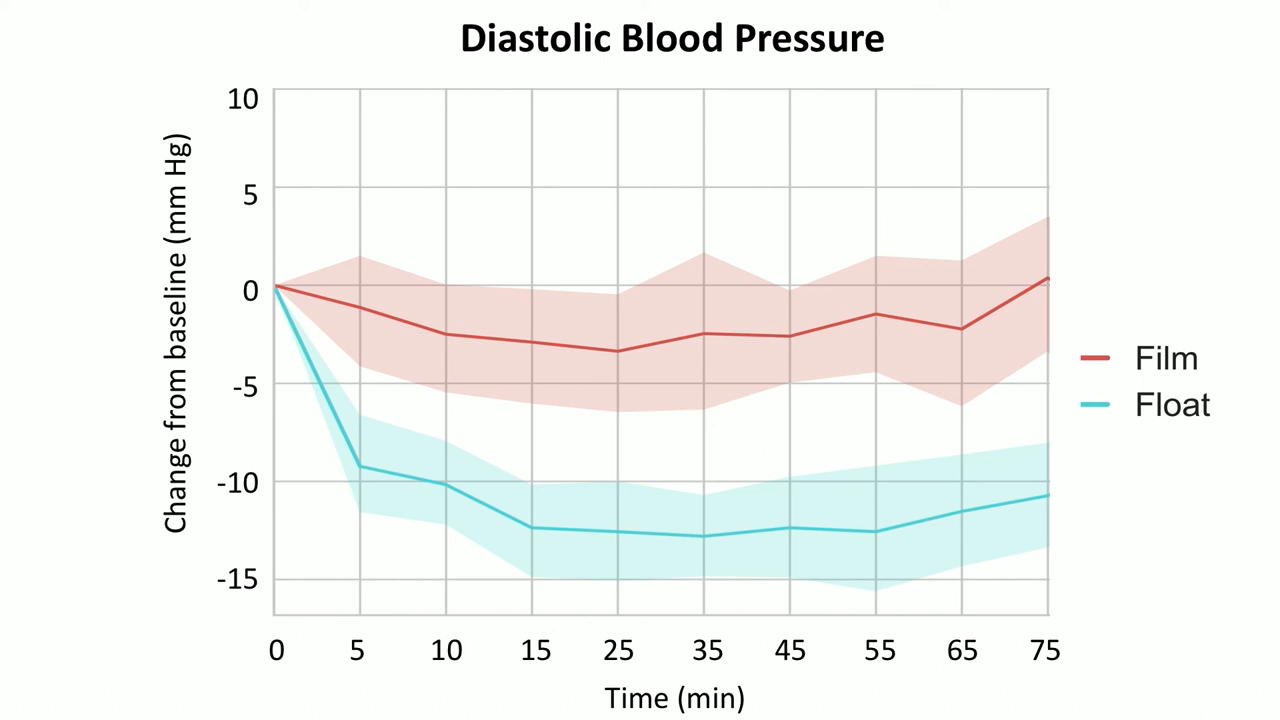 Diastolic Blood Pressure
Change from baseline (mm Hg)
10
5
0
-5
-10
-15
0 5 10 15 25 35 45 55 65 75
Time (min)
Film
Float